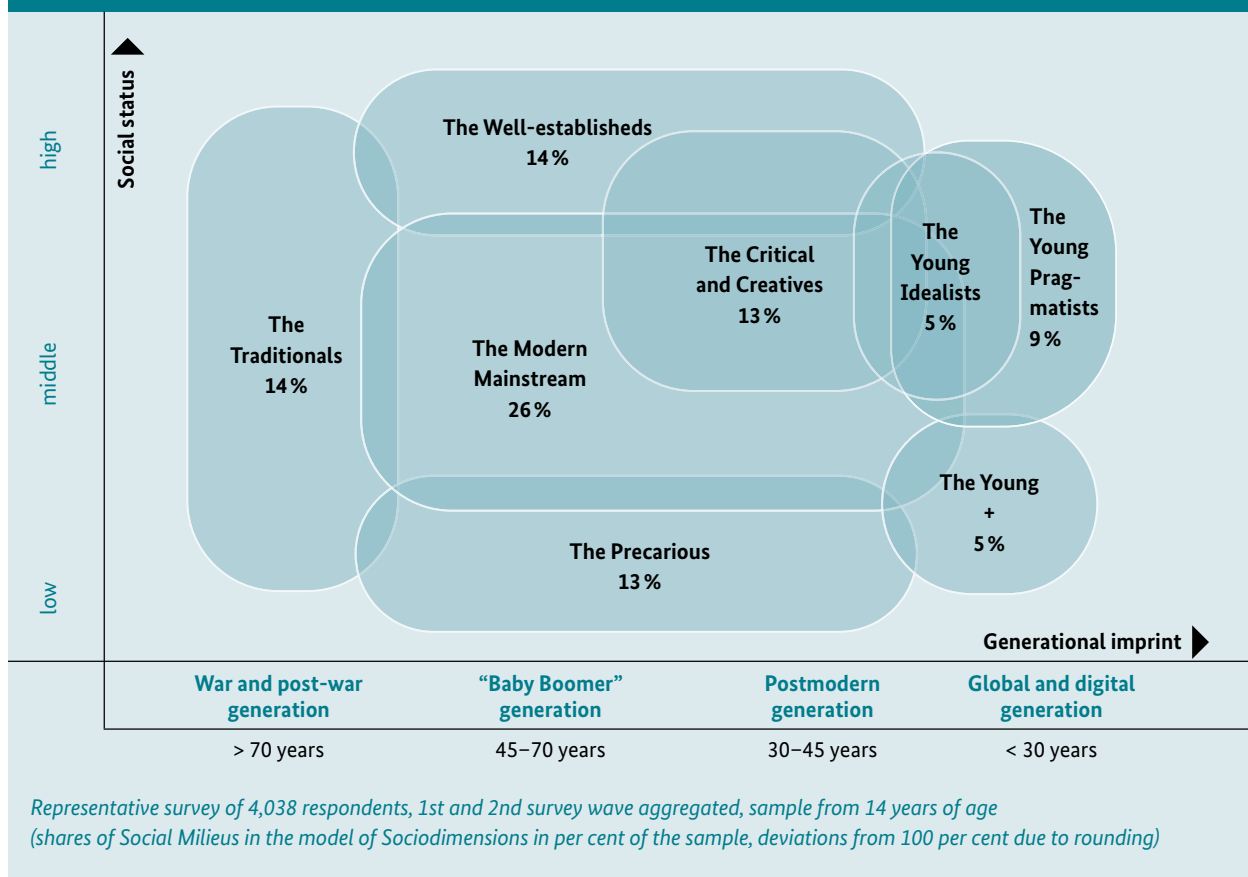 Social status
high
middle
low
The Well-establisheds
14 %
The Critical
and Creatives
13 %
The
Young
Idealists
5 %
The
Young
Prag-
matists
9 %
The
Traditionals
14 %
The Modern
Mainstream
26 %
The Young
+
5 %
The Precarious
13 %
Generational imprint
War and post-war
generation
> 70 years
“Baby Boomer”
generation
45–70 years
Postmodern
generation
30–45 years
Global and digital
generation
< 30 years
Representative survey of 4,038 respondents, 1st and 2nd survey wave aggregated, sample from 14 years of age
(shares of Social Milieus in the model of Sociodimensions in per cent of the sample, deviations from 100 per cent due to rounding)